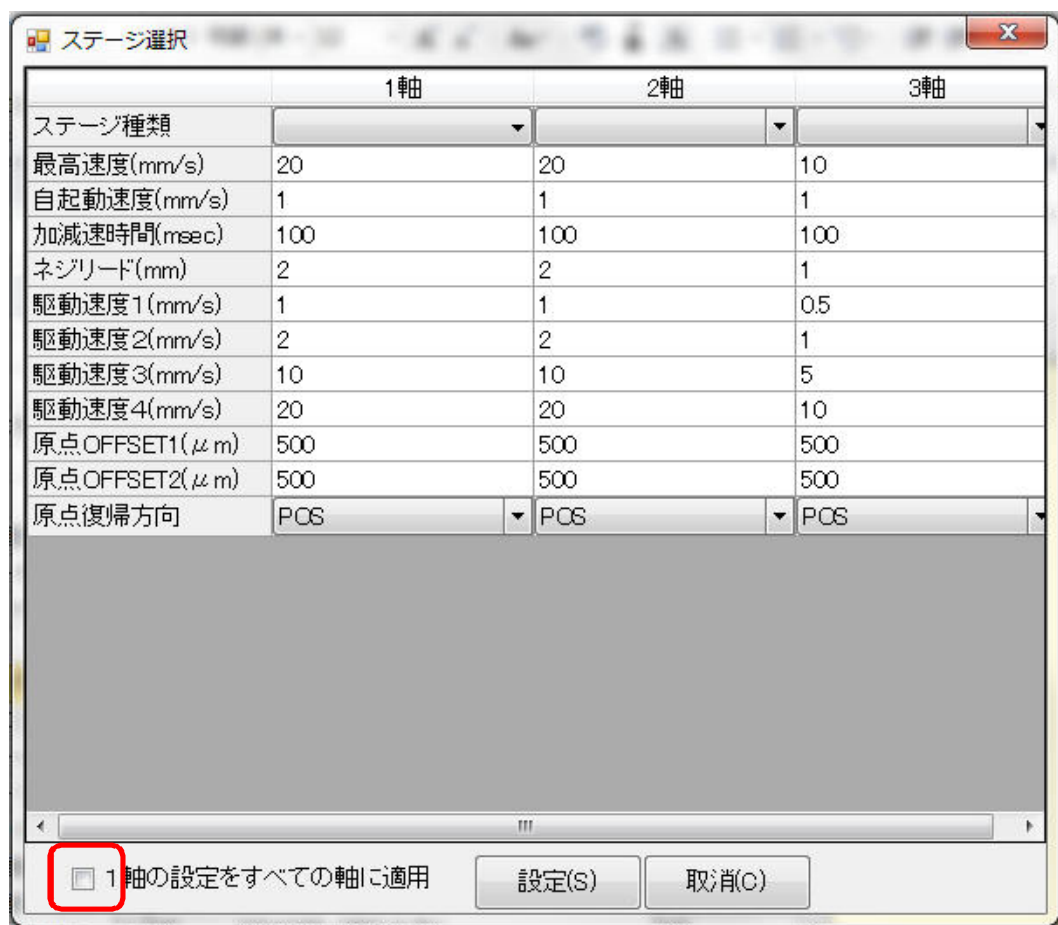 ステージ選択
1軸 2軸 3軸
ステージ種類
最高速度(mm/s) 20 20 10
自起動速度(mm/s) 1 1 1
加減速時間(msec) 100 100 100
ネジリード(mm) 2 2 1
駆動速度1(mm/s) 1 1 0.5
駆動速度2(mm/s) 2 2 1
駆動速度3(mm/s) 10 10 5
駆動速度4(mm/s) 20 20 10
原点OFFSET1(μm) 500 500 500
原点OFFSET2(μm) 500 500 500
原点復帰方向 POS POS POS
1軸の設定をすべての軸に適用 設定(S) 取消(C)